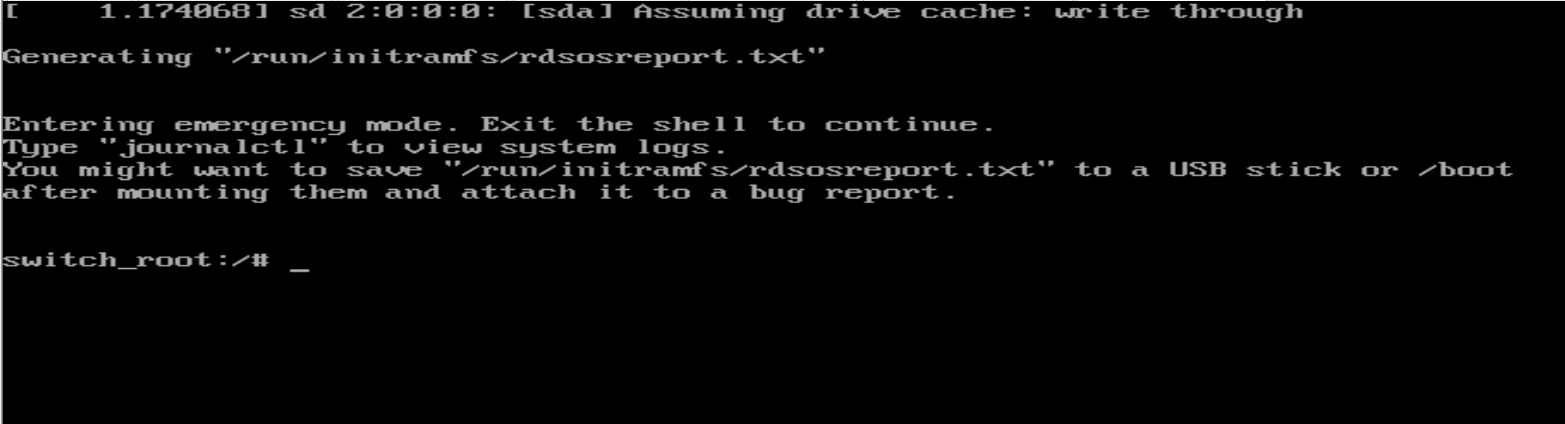 [    1.174068] sd 2:0:0:0: [sda] Assuming drive cache: write through
Generating "/run/initramfs/rdsosreport.txt"
Entering emergency mode. Exit the shell to continue.
Type "journalctl" to view system logs.
You might want to save "/run/initramfs/rdsosreport.txt" to a USB stick or /boot
after mounting them and attach it to a bug report.
switch_root:/# _